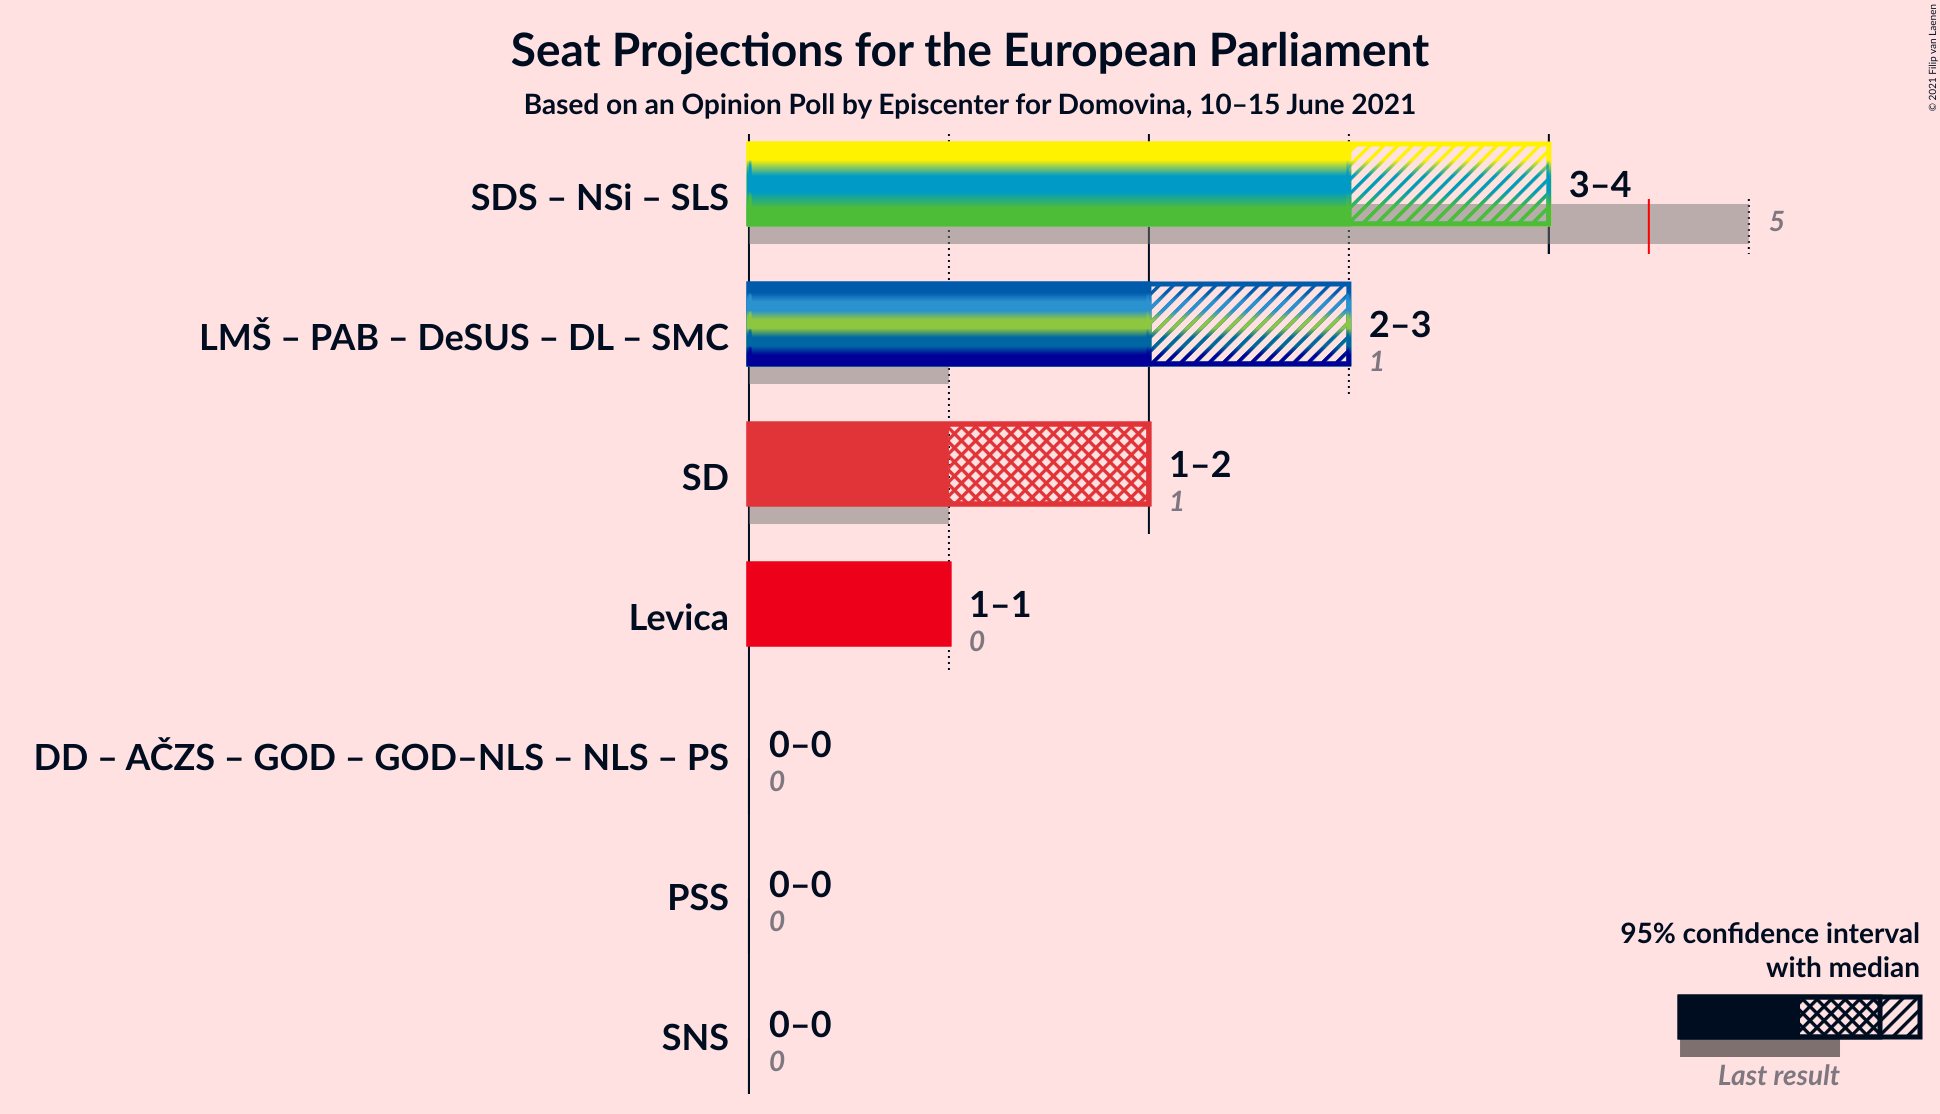 Seat Projections for the European Parliament
Based on an Opinion Poll by Episcenter for Domovina, 10–15 June 2021
© 2021 Filip van Laenen
SDS – NSi – SLS
3–4
5
LMŠ – PAB – DeSUS – DL – SMC
2–3
1
SD
1–2
1
Levica
1–1
0
DD – AČZS – GOD – GOD–NLS – NLS – PS
0–0
0
PSS
0–0
0
SNS
0–0
0
95% confidence interval
with median
Last result